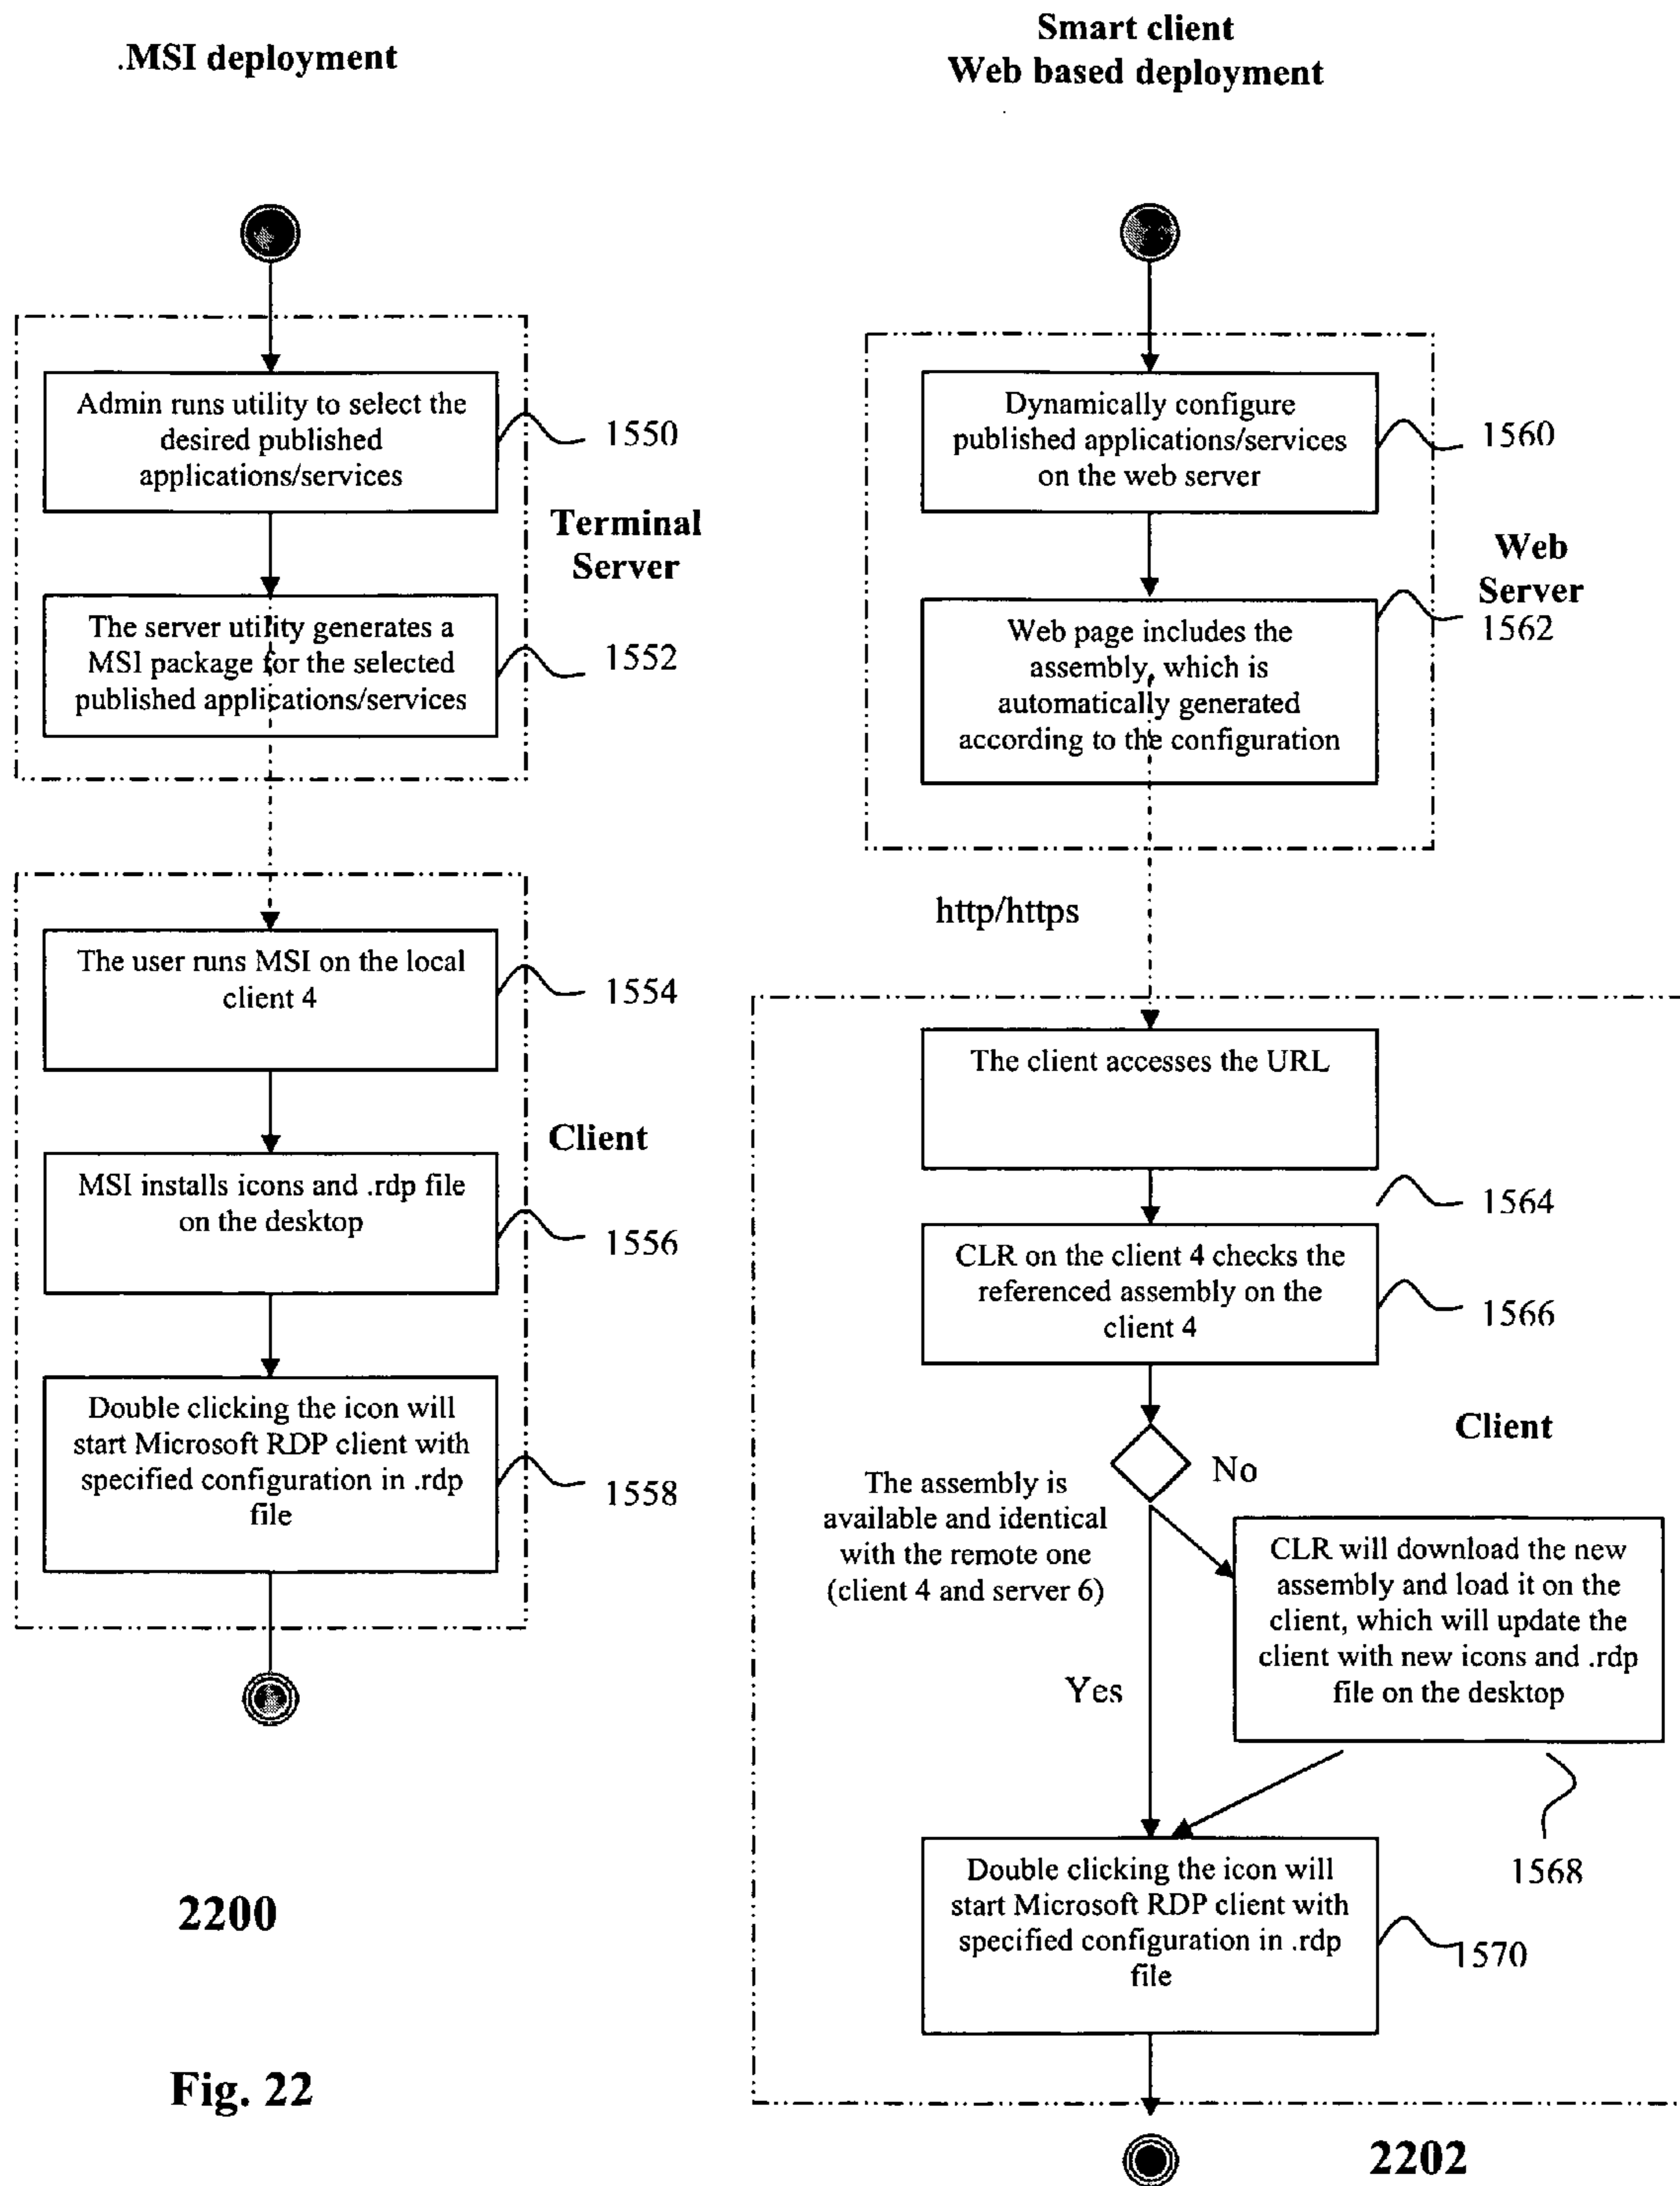 .MSI deployment
Admin runs utility to select the
desired published
applications/services
1550
Terminal
Server
The server utility generates a
MSI package for the selected
published applications/services
1552
The user runs MSI on the local
client 4
1554
Client
MSI installs icons and .rdp file
on the desktop
1556
Double clicking the icon will
start Microsoft RDP client with
specified configuration in .rdp
file
1558
2200
Fig. 22
Smart client
Web based deployment
Dynamically configure
published applications/services
on the web server
1560
Web
Server
Web page includes the
assembly, which is
automatically generated
according to the configuration
1562
http/https
The client accesses the URL
1564
CLR on the client 4 checks the
referenced assembly on the
client 4
1566
Client
No
The assembly is
available and identical
with the remote one
(client 4 and server 6)
CLR will download the new
assembly and load it on the
client, which will update the
client with new icons and .rdp
file on the desktop
Yes
1568
Double clicking the icon will
start Microsoft RDP client with
specified configuration in .rdp
file
1570
2202